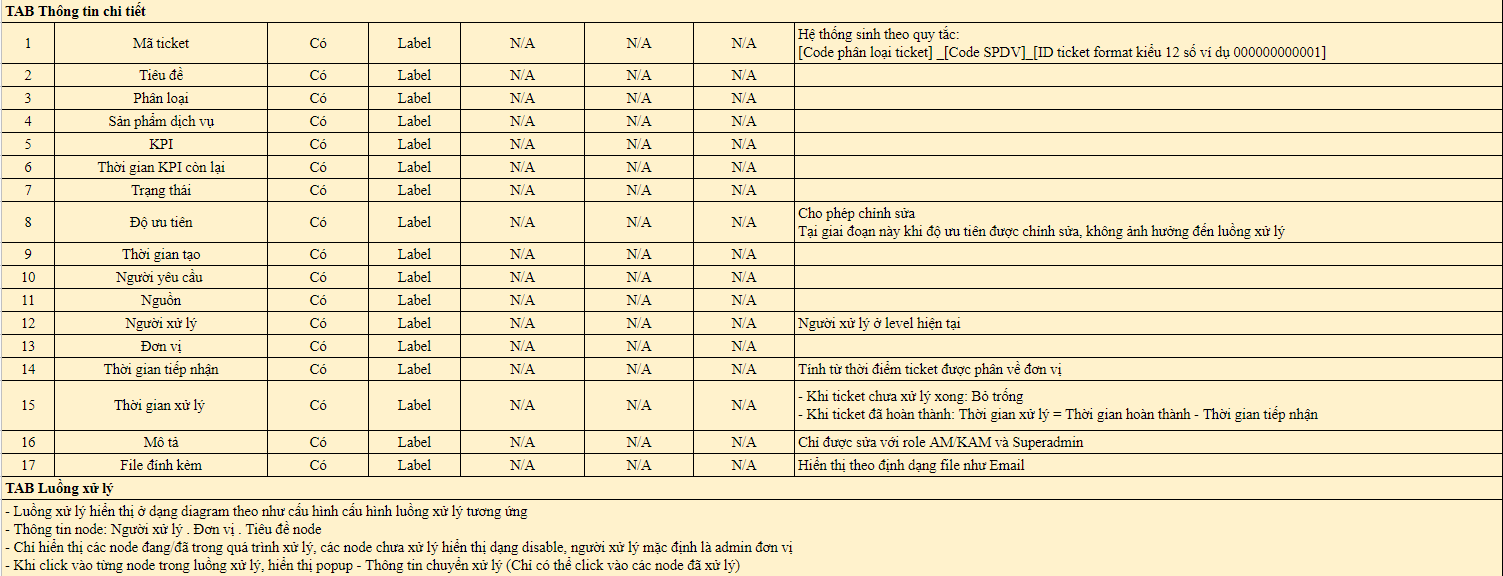 TAB Thông tin chi tiết
1 Mã ticket Có Label N/A N/A N/A Hệ thống sinh theo quy tắc:
[Code phân loại ticket] _[Code SPDV]_[ID ticket format kiểu 12 số ví dụ 000000000001]
2 Tiêu đề Có Label N/A N/A N/A
3 Phân loại Có Label N/A N/A N/A
4 Sản phẩm dịch vụ Có Label N/A N/A N/A
5 KPI Có Label N/A N/A N/A
6 Thời gian KPI còn lại Có Label N/A N/A N/A
7 Trạng thái Có Label N/A N/A N/A
8 Độ ưu tiên Có Label N/A N/A N/A Cho phép chỉnh sửa
Tại giai đoạn này khi độ ưu tiên được chỉnh sửa, không ảnh hưởng đến luồng xử lý
9 Thời gian tạo Có Label N/A N/A N/A
10 Người yêu cầu Có Label N/A N/A N/A
11 Nguồn Có Label N/A N/A N/A
12 Người xử lý Có Label N/A N/A N/A Người xử lý ở level hiện tại
13 Đơn vị Có Label N/A N/A N/A
14 Thời gian tiếp nhận Có Label N/A N/A N/A Tính từ thời điểm ticket được phân về đơn vị
15 Thời gian xử lý Có Label N/A N/A N/A - Khi ticket chưa xử lý xong: Bỏ trống
- Khi ticket đã hoàn thành: Thời gian xử lý = Thời gian hoàn thành - Thời gian tiếp nhận
16 Mô tả Có Label N/A N/A N/A Chỉ được sửa với role AM/KAM và Superadmin
17 File đính kèm Có Label N/A N/A N/A Hiển thị theo định dạng file như Email
TAB Luồng xử lý
- Luồng xử lý hiển thị ở dạng diagram theo như cấu hình cấu hình luồng xử lý tương ứng
- Thông tin node: Người xử lý . Đơn vị . Tiêu đề node
- Chỉ hiển thị các node đang/đã trong quá trình xử lý, các node chưa xử lý hiển thị dạng disable, người xử lý mặc định là admin đơn vị
- Khi click vào từng node trong luồng xử lý, hiển thị popup - Thông tin chuyển xử lý (Chỉ có thể click vào các node đã xử lý)